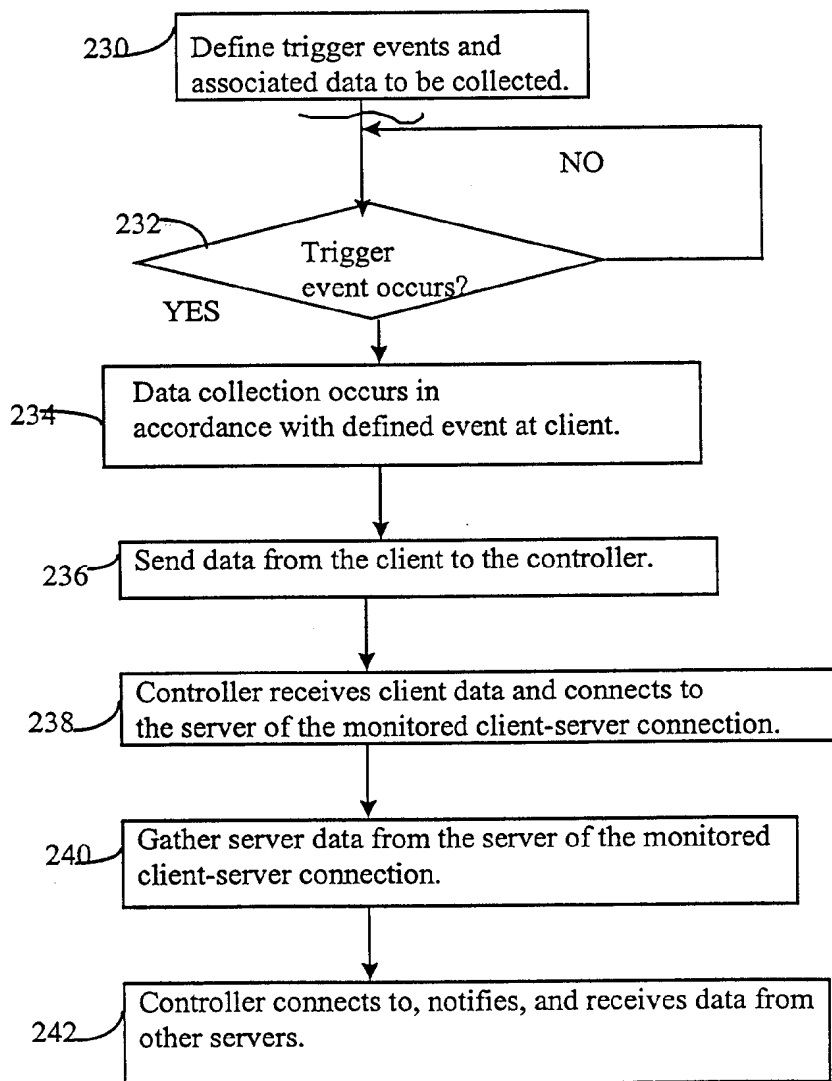 230
Define trigger events and
associated data to be collected.
NO
232
Trigger
event occurs?
YES
234
Data collection occurs in
accordance with defined event at client.
236
Send data from the client to the controller.
238
Controller receives client data and connects to
the server of the monitored client-server connection.
240
Gather server data from the server of the monitored
client-server connection.
242
Controller connects to, notifies, and receives data from
other servers.